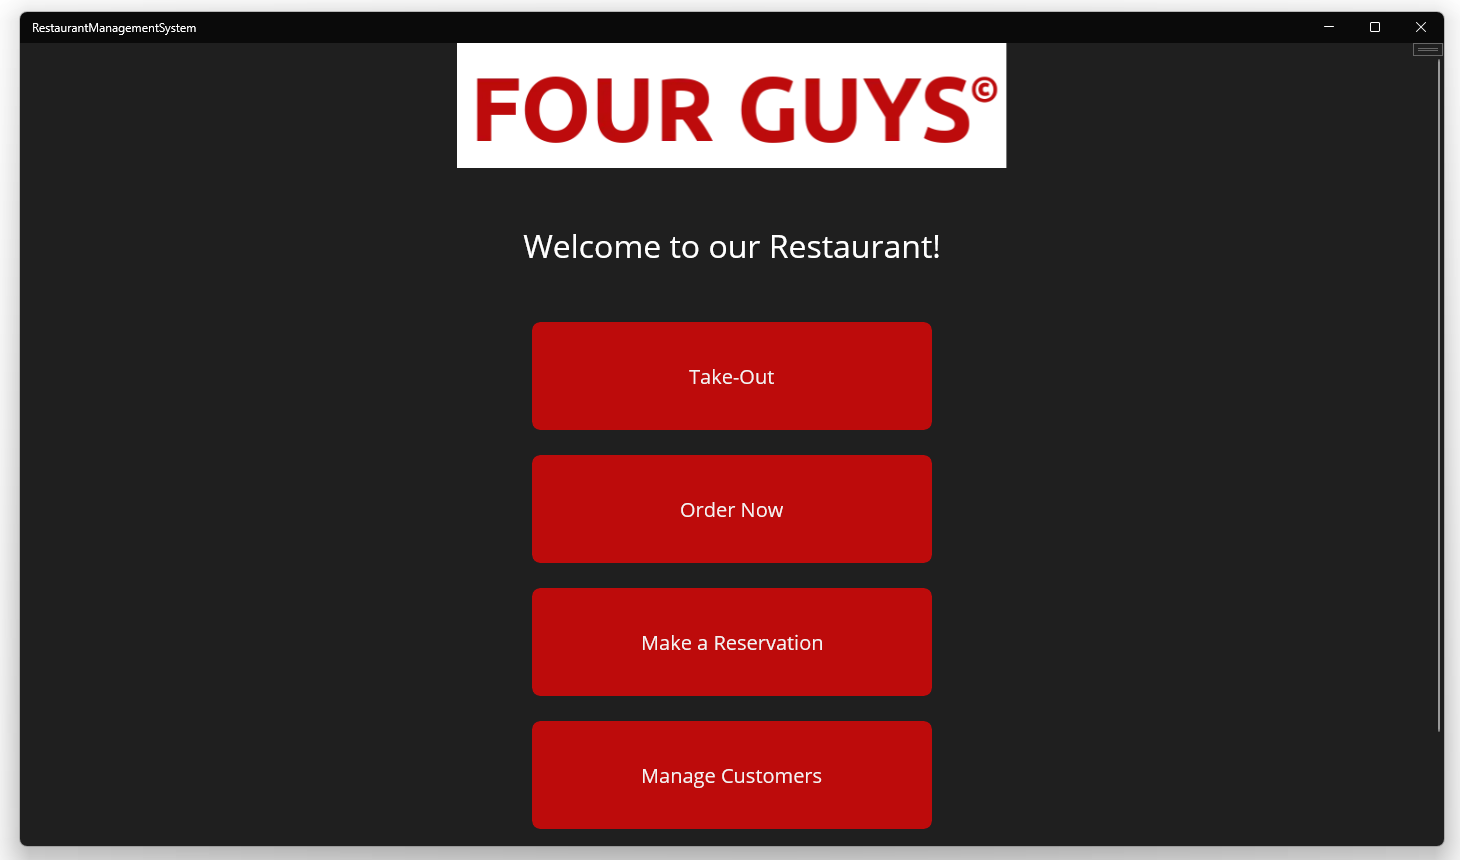 RestaurantManagementSystem
FOUR GUYS©
Welcome to our Restaurant!
Take-Out
Order Now
Make a Reservation
Manage Customers